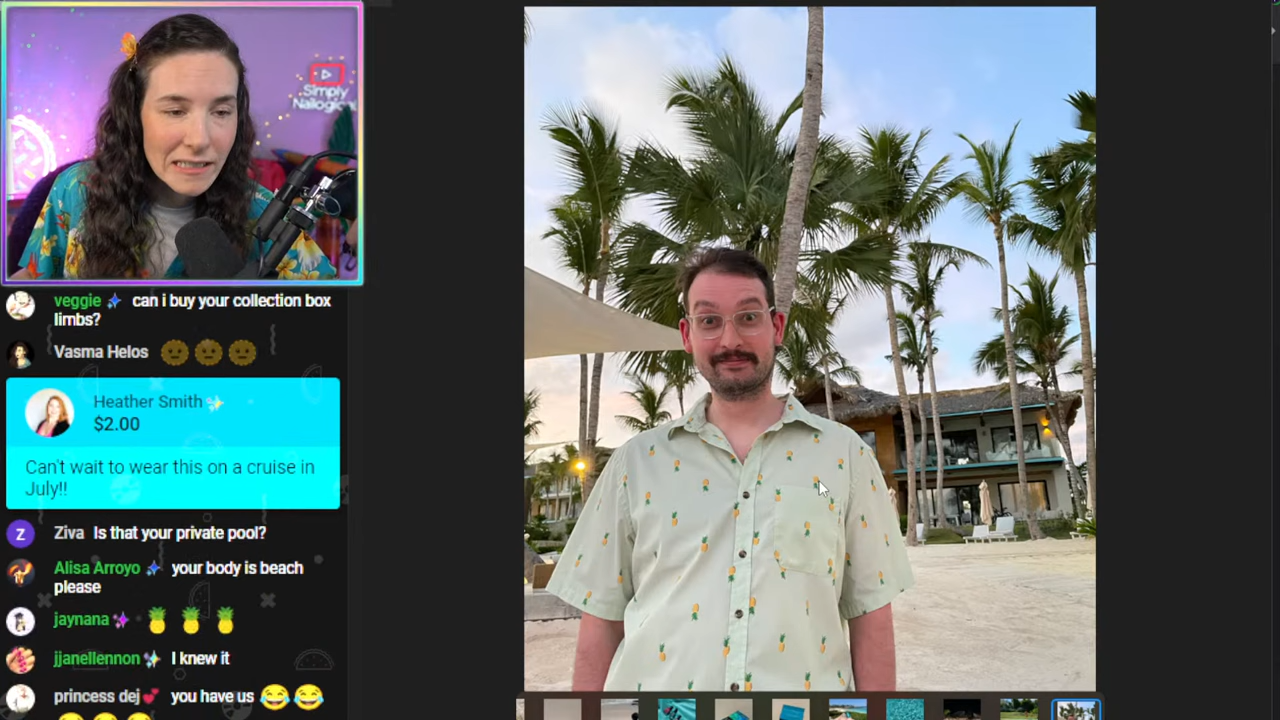 Simply
Nailogical
veggie can i buy your collection box
limbs?
Vasma Helos
Heather Smith
$2.00
Can't wait to wear this on a cruise in
July!!
Z
Ziva Is that your private pool?
Alisa Arroyo your body is beach
please
jaynana
jjanellennon I knew it
princess dej you have us